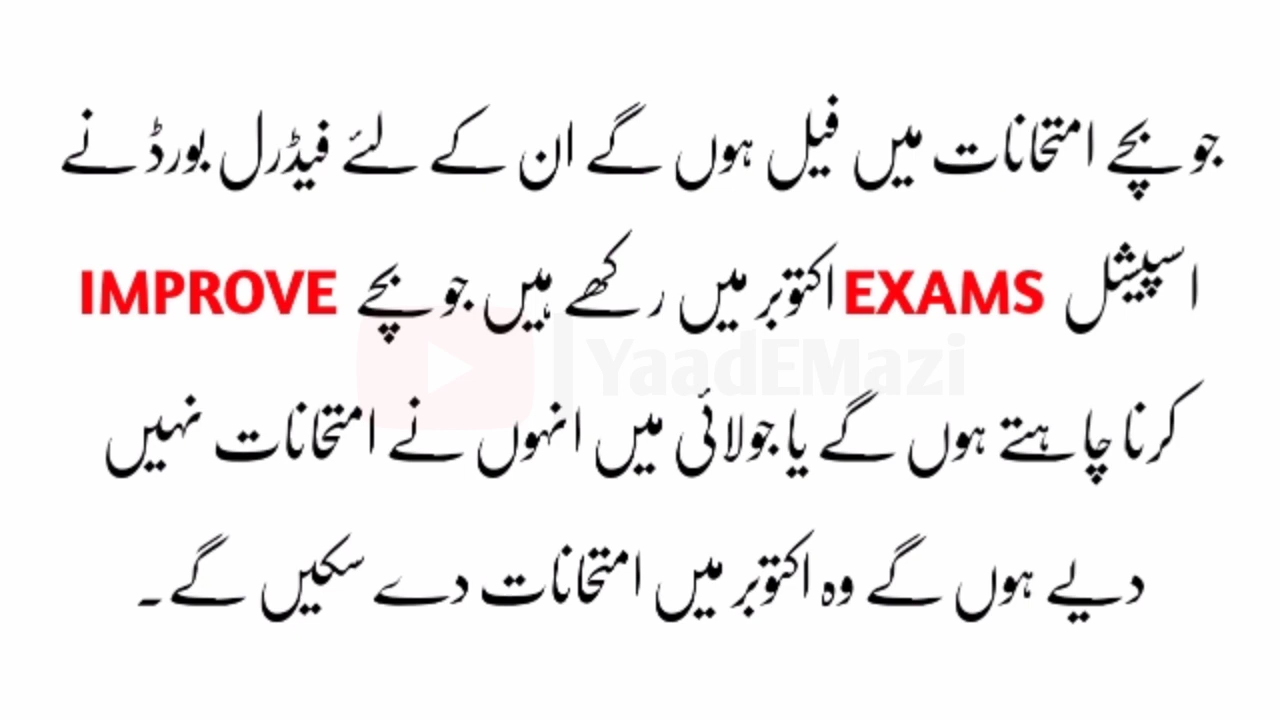 جو بچے امتحانات میں فیل ہوں گے ان کے لئے فیڈرل بورڈ نے
اسپیشل EXAMS اکتوبر میں رکھے ہیں جو بچے IMPROVE
YaadEMazi
کرنا چاہتے ہوں گے یا جولائی میں انہوں نے امتحانات نہیں
دیے ہوں گے وہ اکتوبر میں امتحانات دے سکیں گے۔